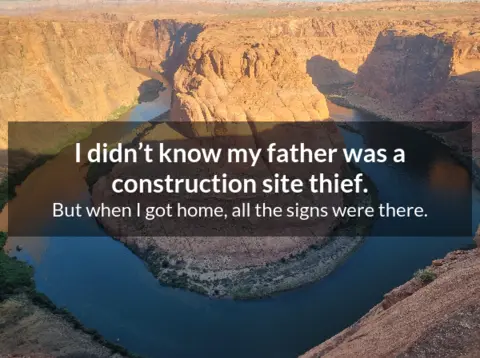 I didn’t know my father was a
construction site thief.
But when I got home, all the signs were there.